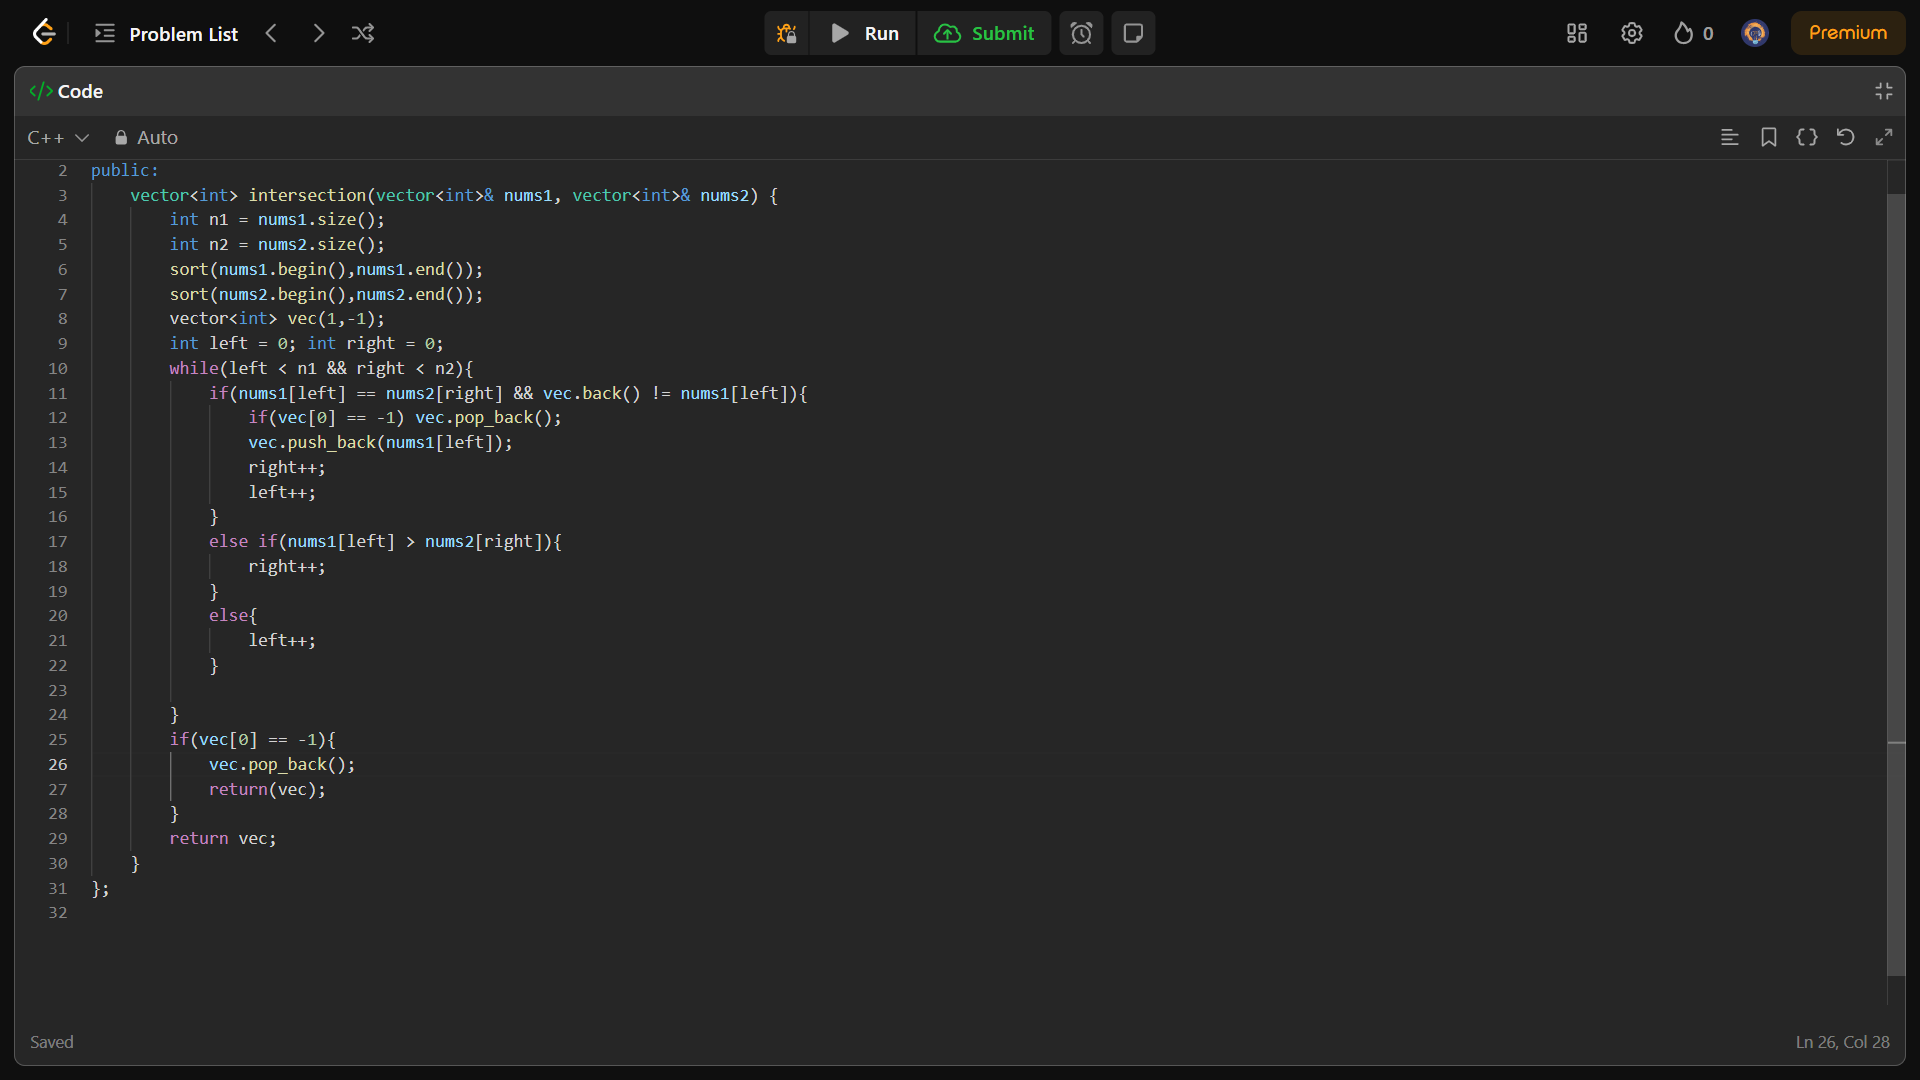 Problem List
Run
Submit
0
Premium
</> Code
C++
Auto
2 public:
3 vector<int> intersection(vector<int>& nums1, vector<int>& nums2) {
4 int n1 = nums1.size();
5 int n2 = nums2.size();
6 sort(nums1.begin(),nums1.end());
7 sort(nums2.begin(),nums2.end());
8 vector<int> vec(1,-1);
9 int left = 0; int right = 0;
10 while(left < n1 && right < n2){
11 if(nums1[left] == nums2[right] && vec.back() != nums1[left]){
12 if(vec[0] == -1) vec.pop_back();
13 vec.push_back(nums1[left]);
14 right++;
15 left++;
16 }
17 else if(nums1[left] > nums2[right]){
18 right++;
19 }
20 else{
21 left++;
22 }
23
24 }
25 if(vec[0] == -1){
26 vec.pop_back();
27 return(vec);
28 }
29 return vec;
30 }
31 };
32
Saved
Ln 26, Col 28